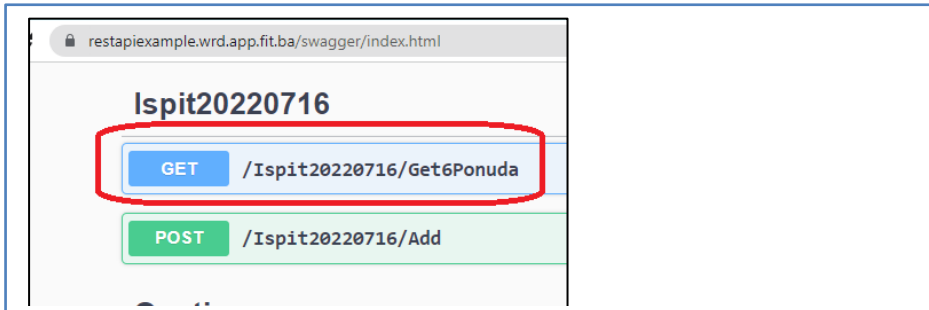 restapiexample.wrd.app.fit.ba/swagger/index.html
Ispit20220716
GET /Ispit20220716/Get6Ponuda
POST /Ispit20220716/Add